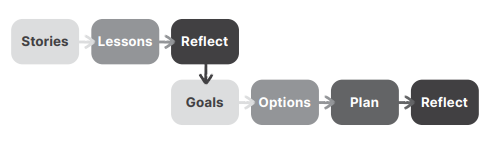 Stories Lessons Reflect
Goals Options Plan Reflect